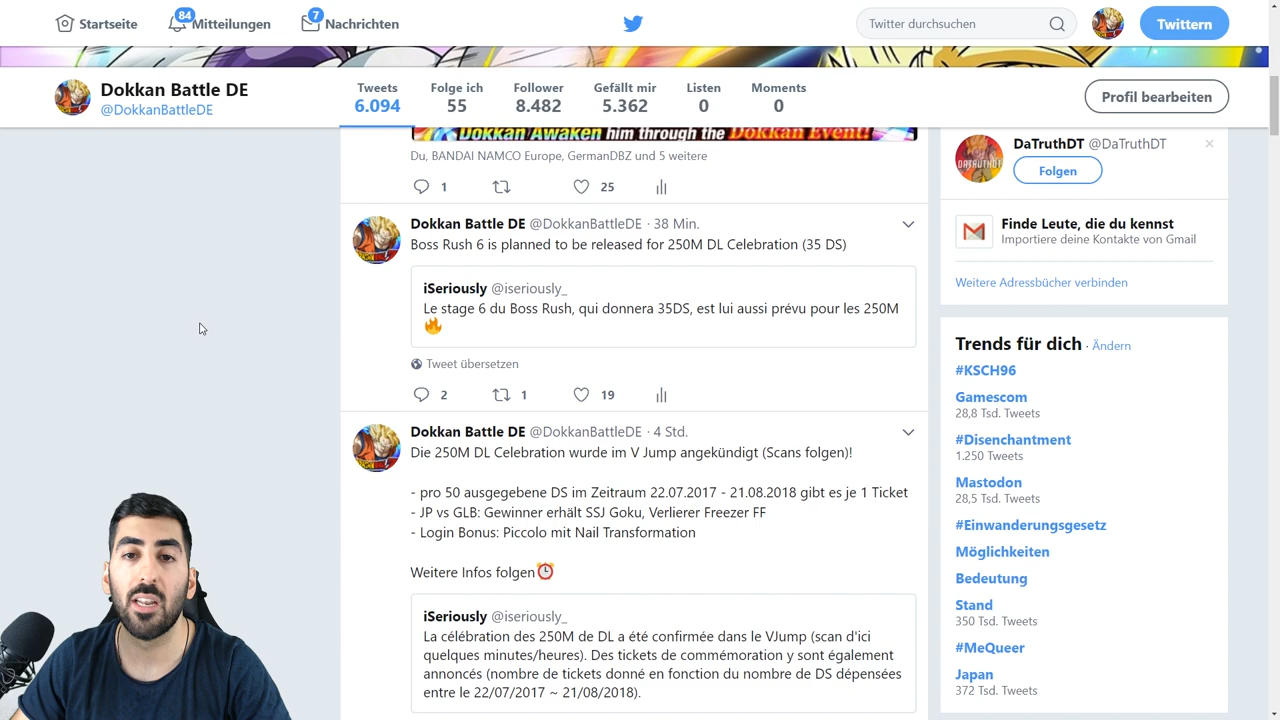 Startseite
84
Mitteilungen
7
Nachrichten
Twitter durchsuchen
Twittern
Dokkan Battle DE
@DokkanBattleDE
Tweets
6.094
Folge ich
55
Follower
8.482
Gefällt mir
5.362
Listen
0
Moments
0
Profil bearbeiten
Dokkan Awaken him through the Dokkan Event!
Du, BANDAI NAMCO Europe, GermanDBZ und 5 weitere
1
25
Dokkan Battle DE @DokkanBattleDE · 38 Min.
Boss Rush 6 is planned to be released for 250M DL Celebration (35 DS)
iSeriously @iseriously_
Le stage 6 du Boss Rush, qui donnera 35DS, est lui aussi prévu pour les 250M
🔥
Tweet übersetzen
2
1
19
Dokkan Battle DE @DokkanBattleDE · 4 Std.
Die 250M DL Celebration wurde im V Jump angekündigt (Scans folgen)!
- pro 50 ausgegebene DS im Zeitraum 22.07.2017 - 21.08.2018 gibt es je 1 Ticket
- JP vs GLB: Gewinner erhält SSJ Goku, Verlierer Freezer FF
- Login Bonus: Piccolo mit Nail Transformation
Weitere Infos folgen⏰
iSeriously @iseriously_
La célébration des 250M de DL a été confirmée dans le VJump (scan d'ici
quelques minutes/heures). Des tickets de commémoration y sont également
annoncés (nombre de tickets donné en fonction du nombre de DS dépensées
entre le 22/07/2017 ~ 21/08/2018).
DATRUTHDT
DaTruthDT @DaTruthDT
Folgen
Finde Leute, die du kennst
Importiere deine Kontakte von Gmail
Weitere Adressbücher verbinden
Trends für dich · Ändern
#KSCH96
Gamescom
28,8 Tsd. Tweets
#Disenchantment
1.250 Tweets
Mastodon
28,5 Tsd. Tweets
#Einwanderungsgesetz
Möglichkeiten
Bedeutung
Stand
350 Tsd. Tweets
#MeQueer
Japan
372 Tsd. Tweets